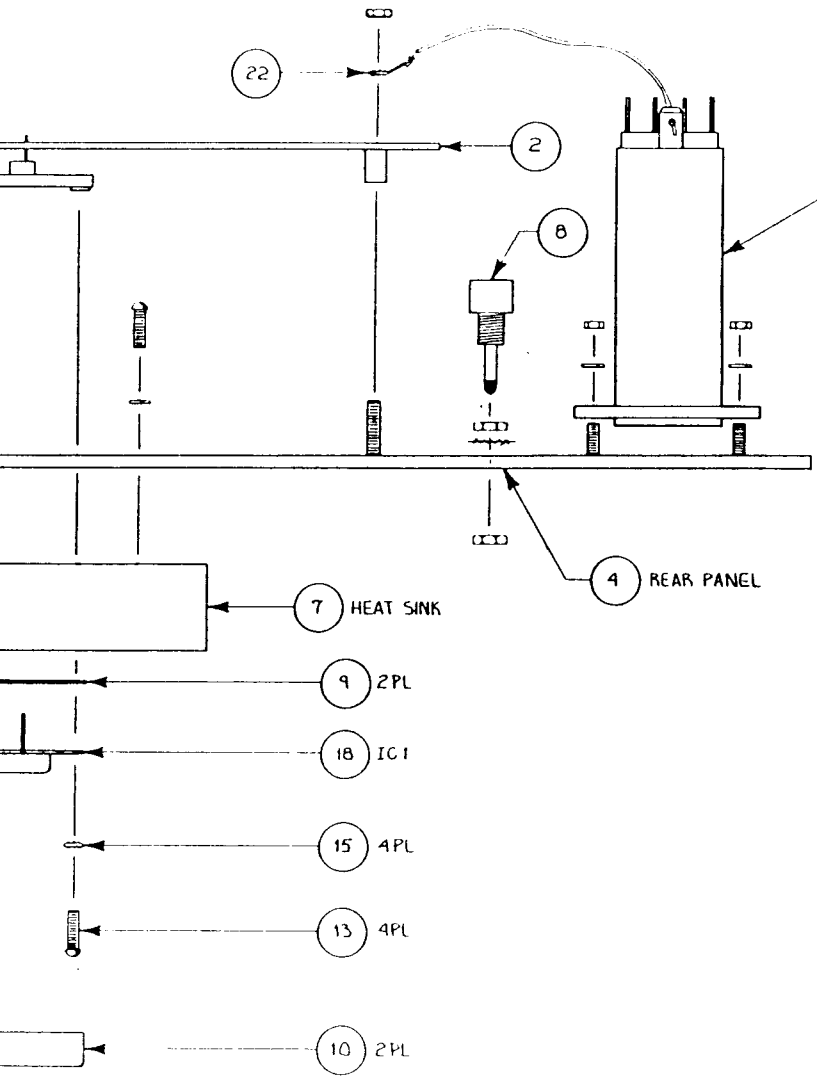 22
2
8
4 REAR PANEL
7 HEAT SINK
9 2PL
18 IC1
15 4PL
13 4PL
10 2PL